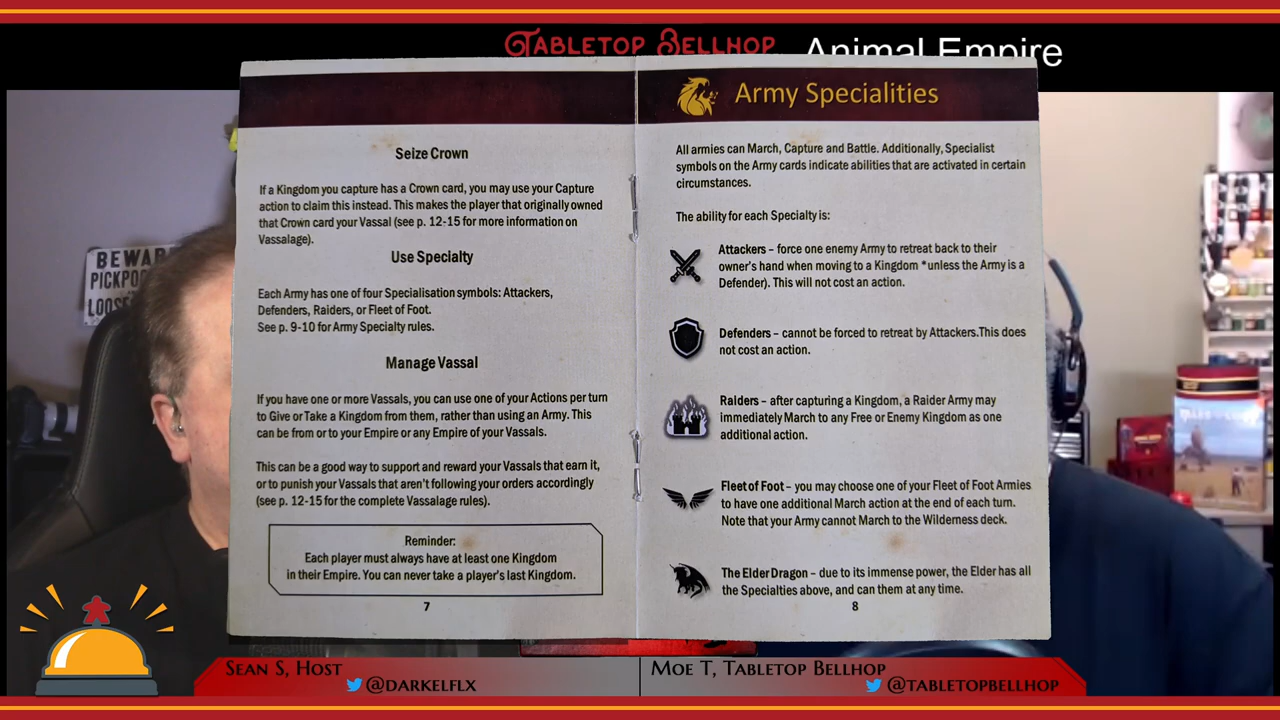 TABLETOP BELLHOP
Animal Empire
BEWAR
PICKPO
LOOSE
Seize Crown
If a Kingdom you capture has a Crown card, you may use your Capture
action to claim this instead. This makes the player that originally owned
that Crown card your Vassal (see p. 12-15 for more information on
Vassalage).
Use Specialty
Each Army has one of four Specialisation symbols: Attackers,
Defenders, Raiders, or Fleet of Foot.
See p. 9-10 for Army Specialty rules.
Manage Vassal
If you have one or more Vassals, you can use one of your Actions per turn
to Give or Take a Kingdom from them, rather than using an Army. This
can be from or to your Empire or any Empire of your Vassals.
This can be a good way to support and reward your Vassals that earn it,
or to punish your Vassals that aren't following your orders accordingly
(see p. 12-15 for the complete Vassalage rules).
Reminder:
Each player must always have at least one Kingdom
in their Empire. You can never take a player's last Kingdom.
7
Army Specialities
All armies can March, Capture and Battle. Additionally, Specialist
symbols on the Army cards indicate abilities that are activated in certain
circumstances.
The ability for each Specialty is:
Attackers – force one enemy Army to retreat back to their
owner's hand when moving to a Kingdom *unless the Army is a
Defender). This will not cost an action.
Defenders – cannot be forced to retreat by Attackers.This does
not cost an action.
Raiders – after capturing a Kingdom, a Raider Army may
immediately March to any Free or Enemy Kingdom as one
additional action.
Fleet of Foot – you may choose one of your Fleet of Foot Armies
to have one additional March action at the end of each turn.
Note that your Army cannot March to the Wilderness deck.
The Elder Dragon – due to its immense power, the Elder has all
the Specialties above, and can them at any time.
8
SEAN S, HOST
@DARKELFLX
MOE T, TABLETOP BELLHOP
@TABLETOPBELLHOP